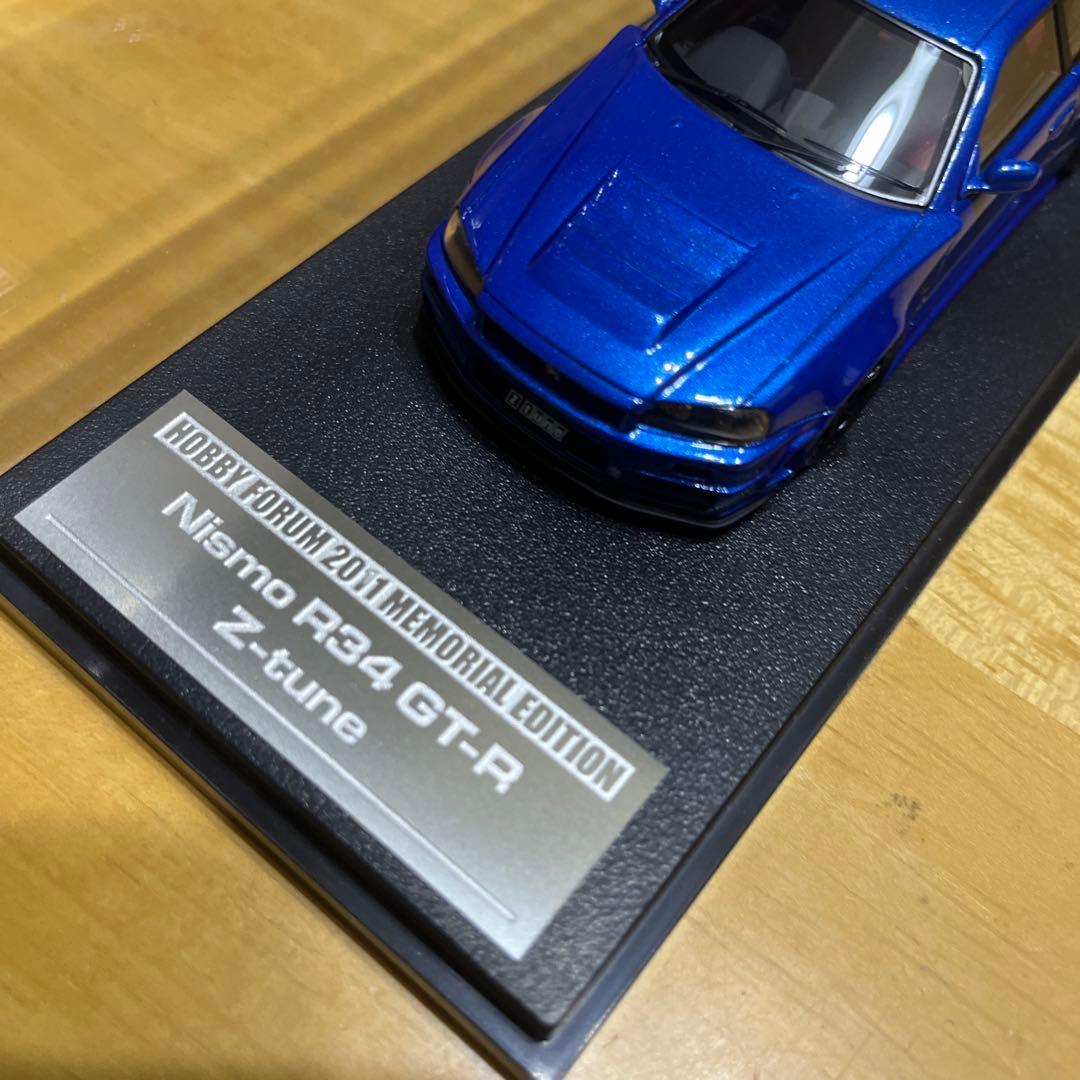 HOBBY FORUM 2011 MEMORIAL EDITION
Nismo R34 GT-R
Z-tune